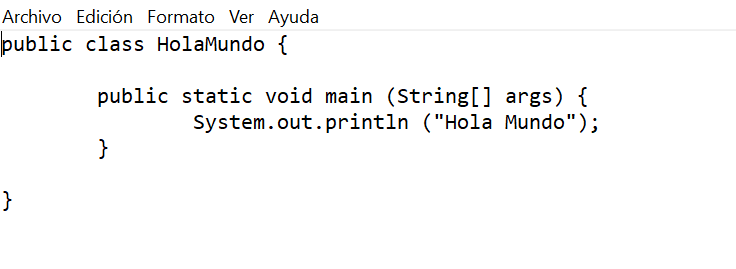 Archivo Edición Formato Ver Ayuda
public class HolaMundo {
public static void main (String[] args) {
System.out.println ("Hola Mundo");
}
}